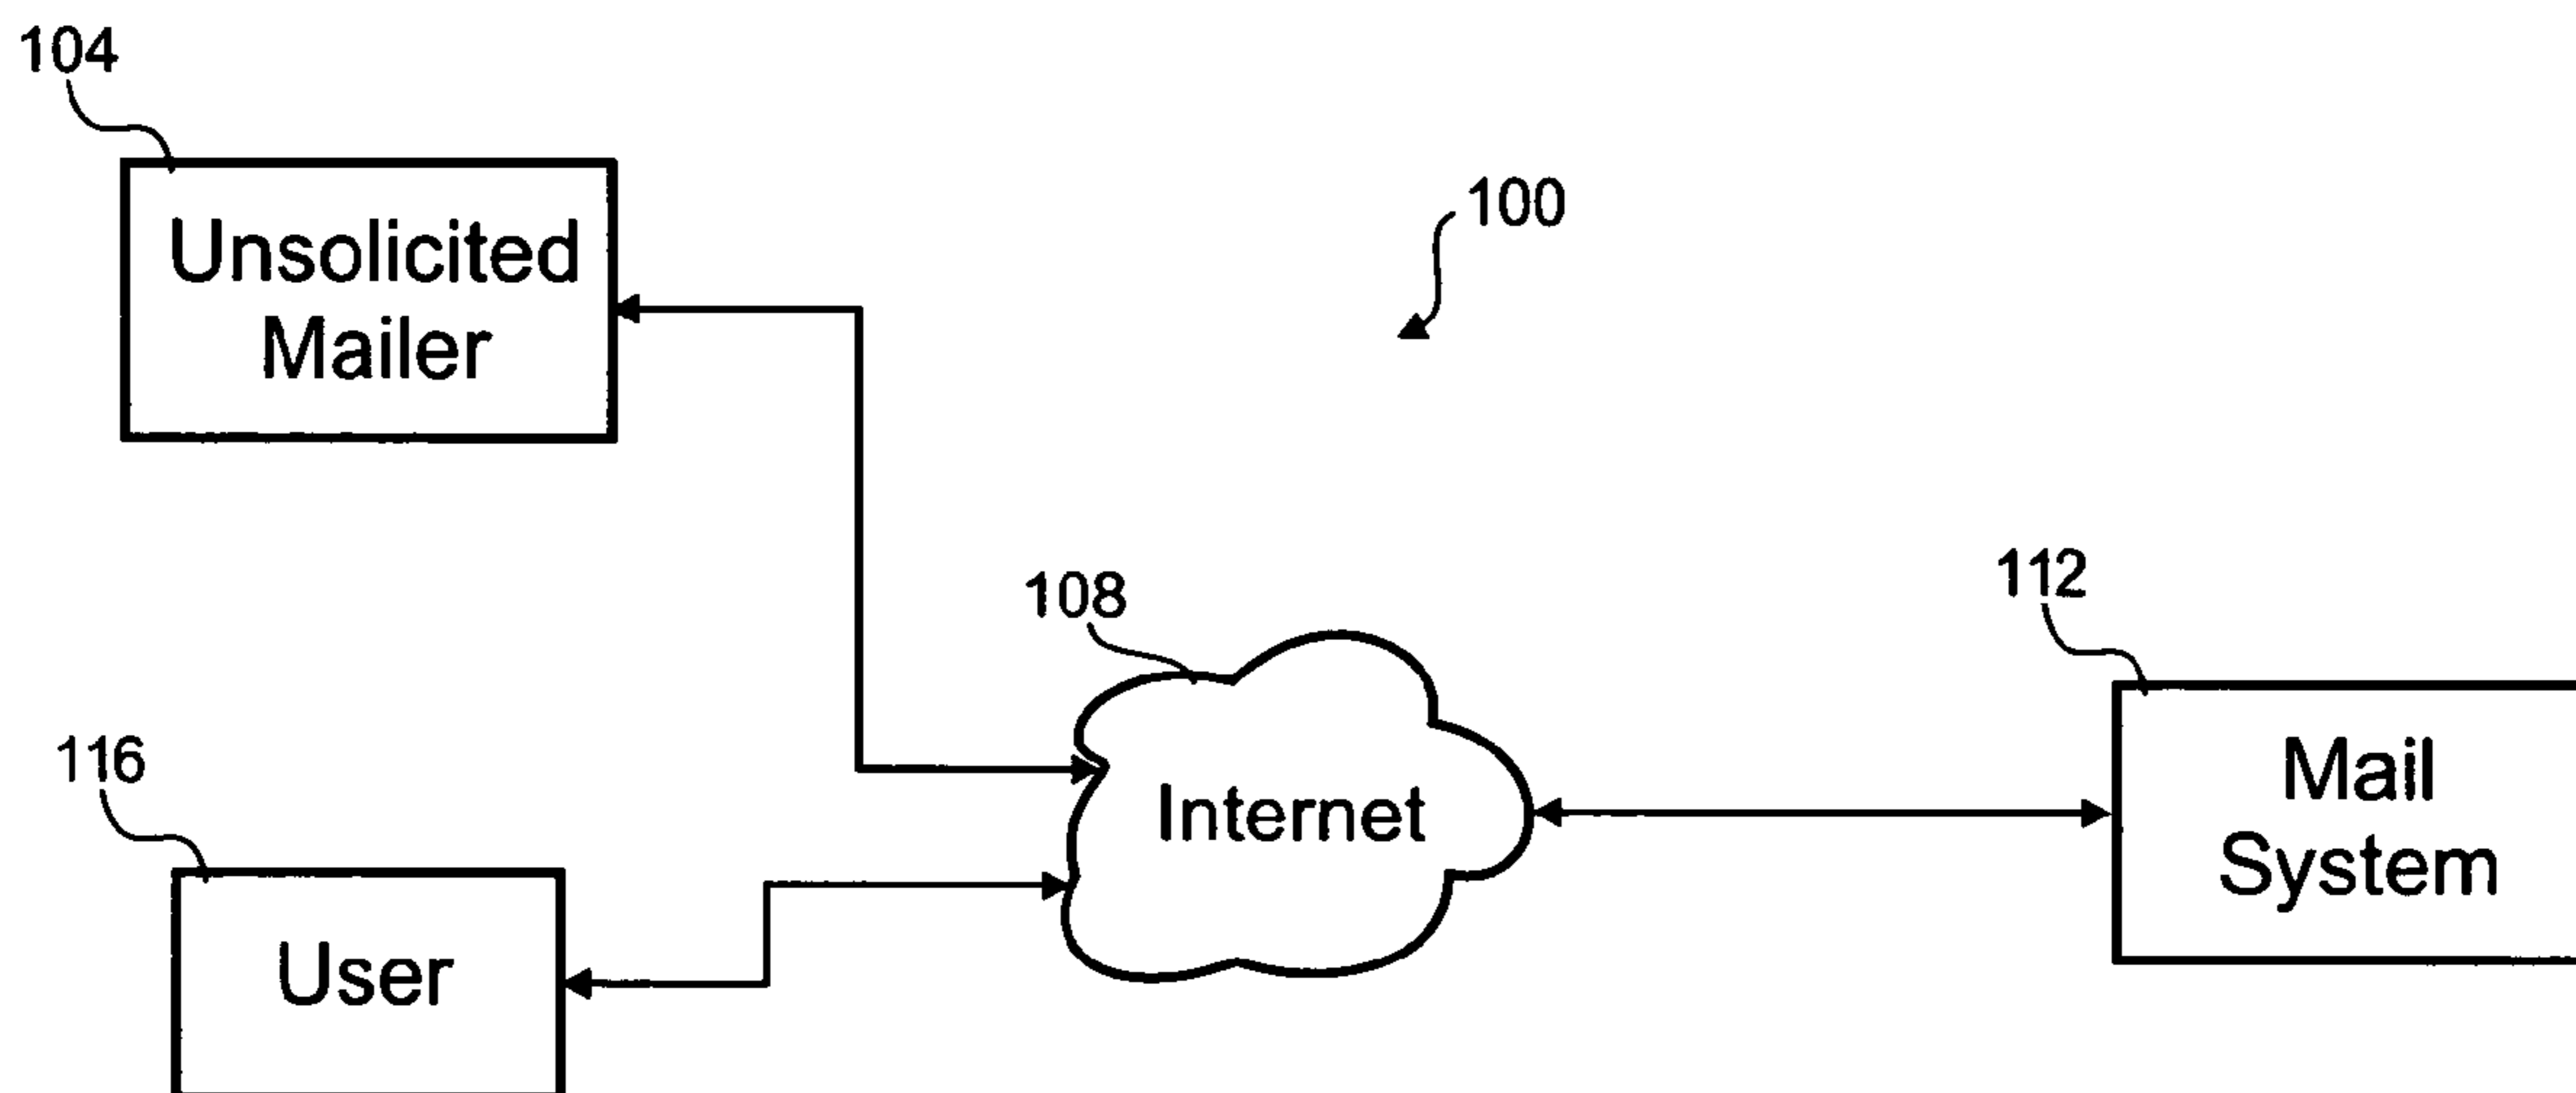 104
Unsolicited
Mailer
100
108
Internet
112
Mail
System
116
User